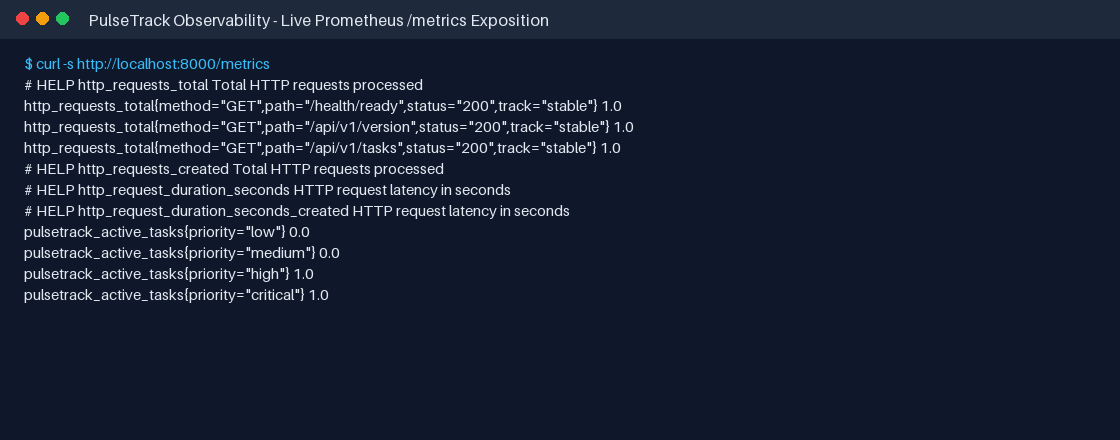 PulseTrack Observability - Live Prometheus /metrics Exposition
$ curl -s http://localhost:8000/metrics
# HELP http_requests_total Total HTTP requests processed
http_requests_total{method="GET",path="/health/ready",status="200",track="stable"} 1.0
http_requests_total{method="GET",path="/api/v1/version",status="200",track="stable"} 1.0
http_requests_total{method="GET",path="/api/v1/tasks",status="200",track="stable"} 1.0
# HELP http_requests_created Total HTTP requests processed
# HELP http_request_duration_seconds HTTP request latency in seconds
# HELP http_request_duration_seconds_created HTTP request latency in seconds
pulsetrack_active_tasks{priority="low"} 0.0
pulsetrack_active_tasks{priority="medium"} 0.0
pulsetrack_active_tasks{priority="high"} 1.0
pulsetrack_active_tasks{priority="critical"} 1.0